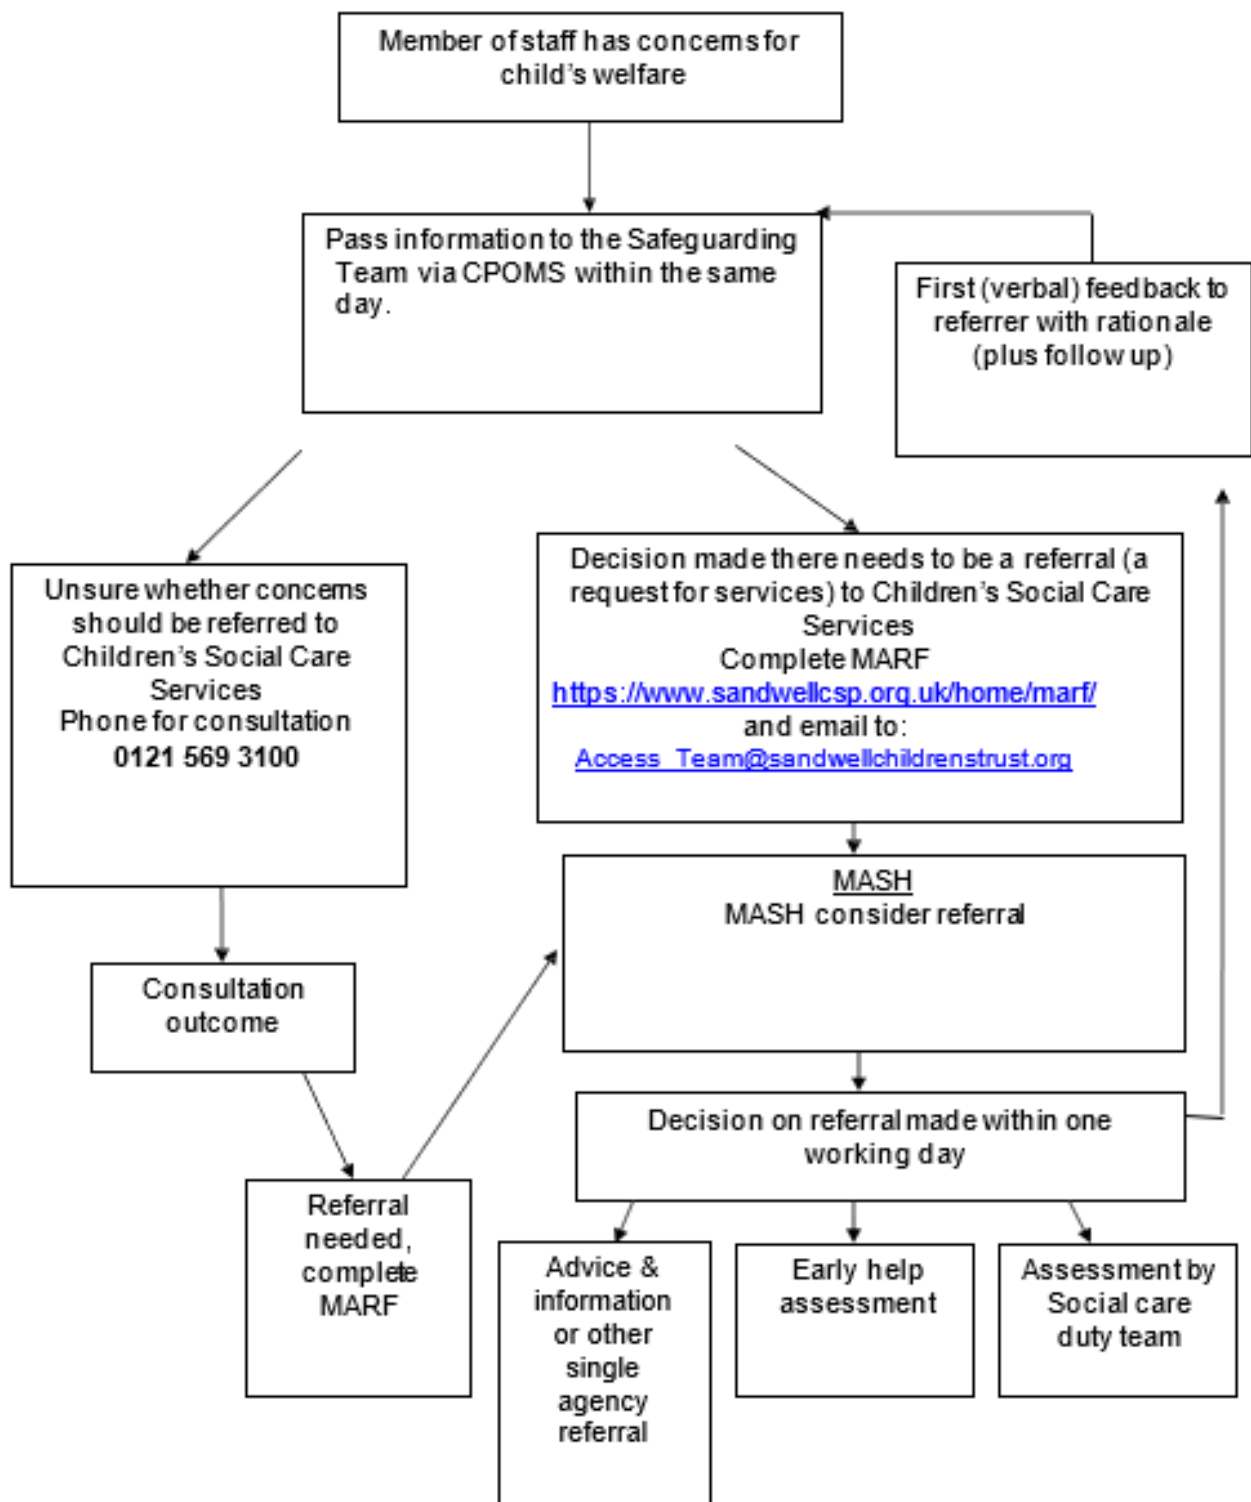 Member of staff has concerns for
child's welfare
Pass information to the Safeguarding
Team via CPOMS within the same
day.
First (verbal) feedback to
referrer with rationale
(plus follow up)
Unsure whether concerns
should be referred to
Children's Social Care
Services
Phone for consultation
0121 569 3100
Decision made there needs to be a referral (a
request for services) to Children's Social Care
Services
Complete MARF
https://www.sandwellcsp.org.uk/home/marf/
and email to:
Access_Team@sandwellchildrenstrust.org
MASH
MASH consider referral
Consultation
outcome
Decision on referral made within one
working day
Referral
needed,
complete
MARF
Advice &
information
or other
single
agency
referral
Early help
assessment
Assessment by
Social care
duty team